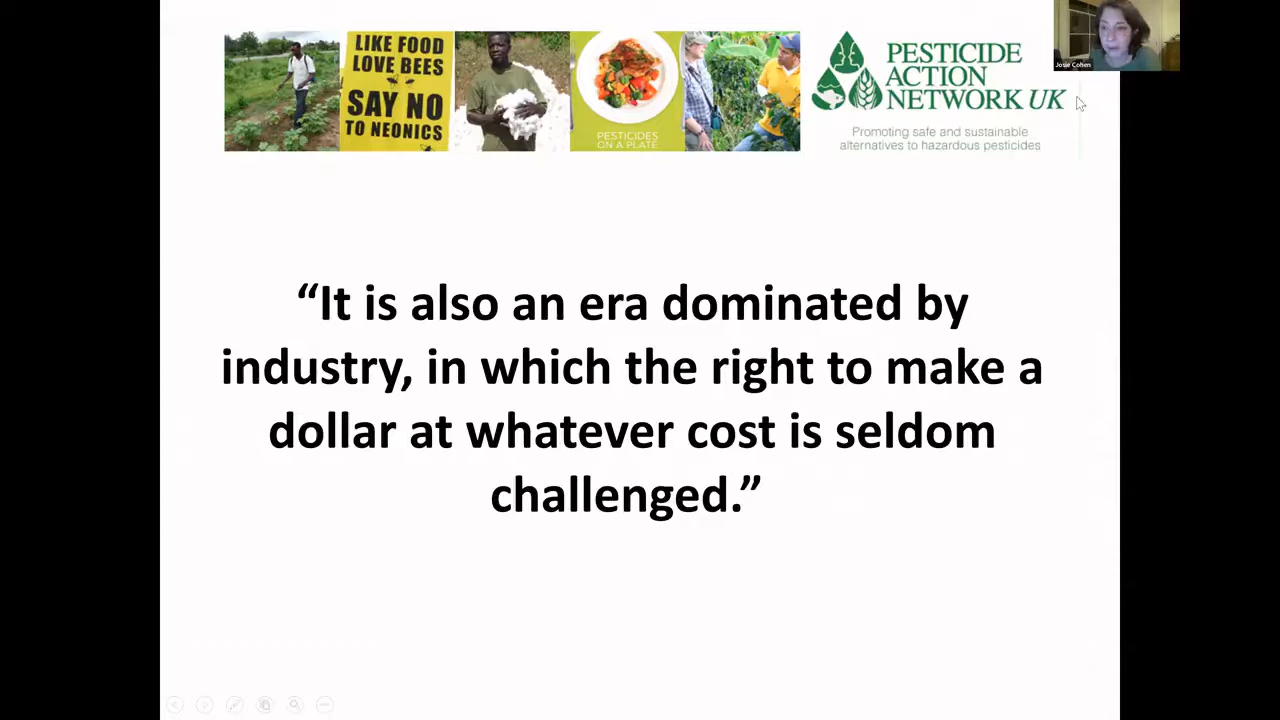 LIKE FOOD
LOVE BEES
SAY NO
TO NEONICS
PESTICIDES
ON A PLATE
PESTICIDE
ACTION
NETWORK UK
Promoting safe and sustainable
alternatives to hazardous pesticides
Josie Cohen
“It is also an era dominated by
industry, in which the right to make a
dollar at whatever cost is seldom
challenged.”